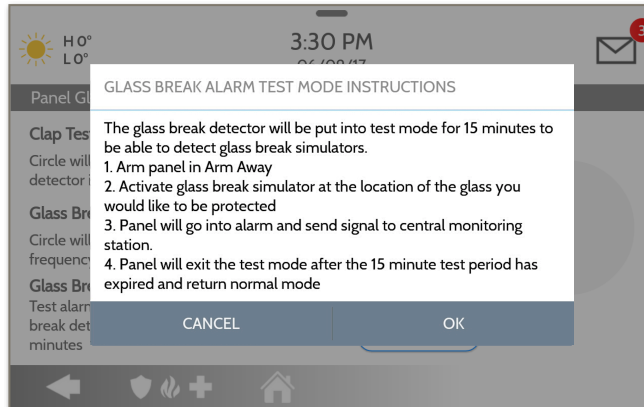 H 0°
L 0°
3:30 PM
06/08/17
3
Panel Gl
GLASS BREAK ALARM TEST MODE INSTRUCTIONS
The glass break detector will be put into test mode for 15 minutes to
be able to detect glass break simulators.
1. Arm panel in Arm Away
2. Activate glass break simulator at the location of the glass you
would like to be protected
3. Panel will go into alarm and send signal to central monitoring
station.
4. Panel will exit the test mode after the 15 minute test period has
expired and return normal mode
CANCEL
OK
Clap Tes
Circle will
detector i
Glass Bre
Circle will
frequency
Glass Bre
Test alarm
break det
minutes